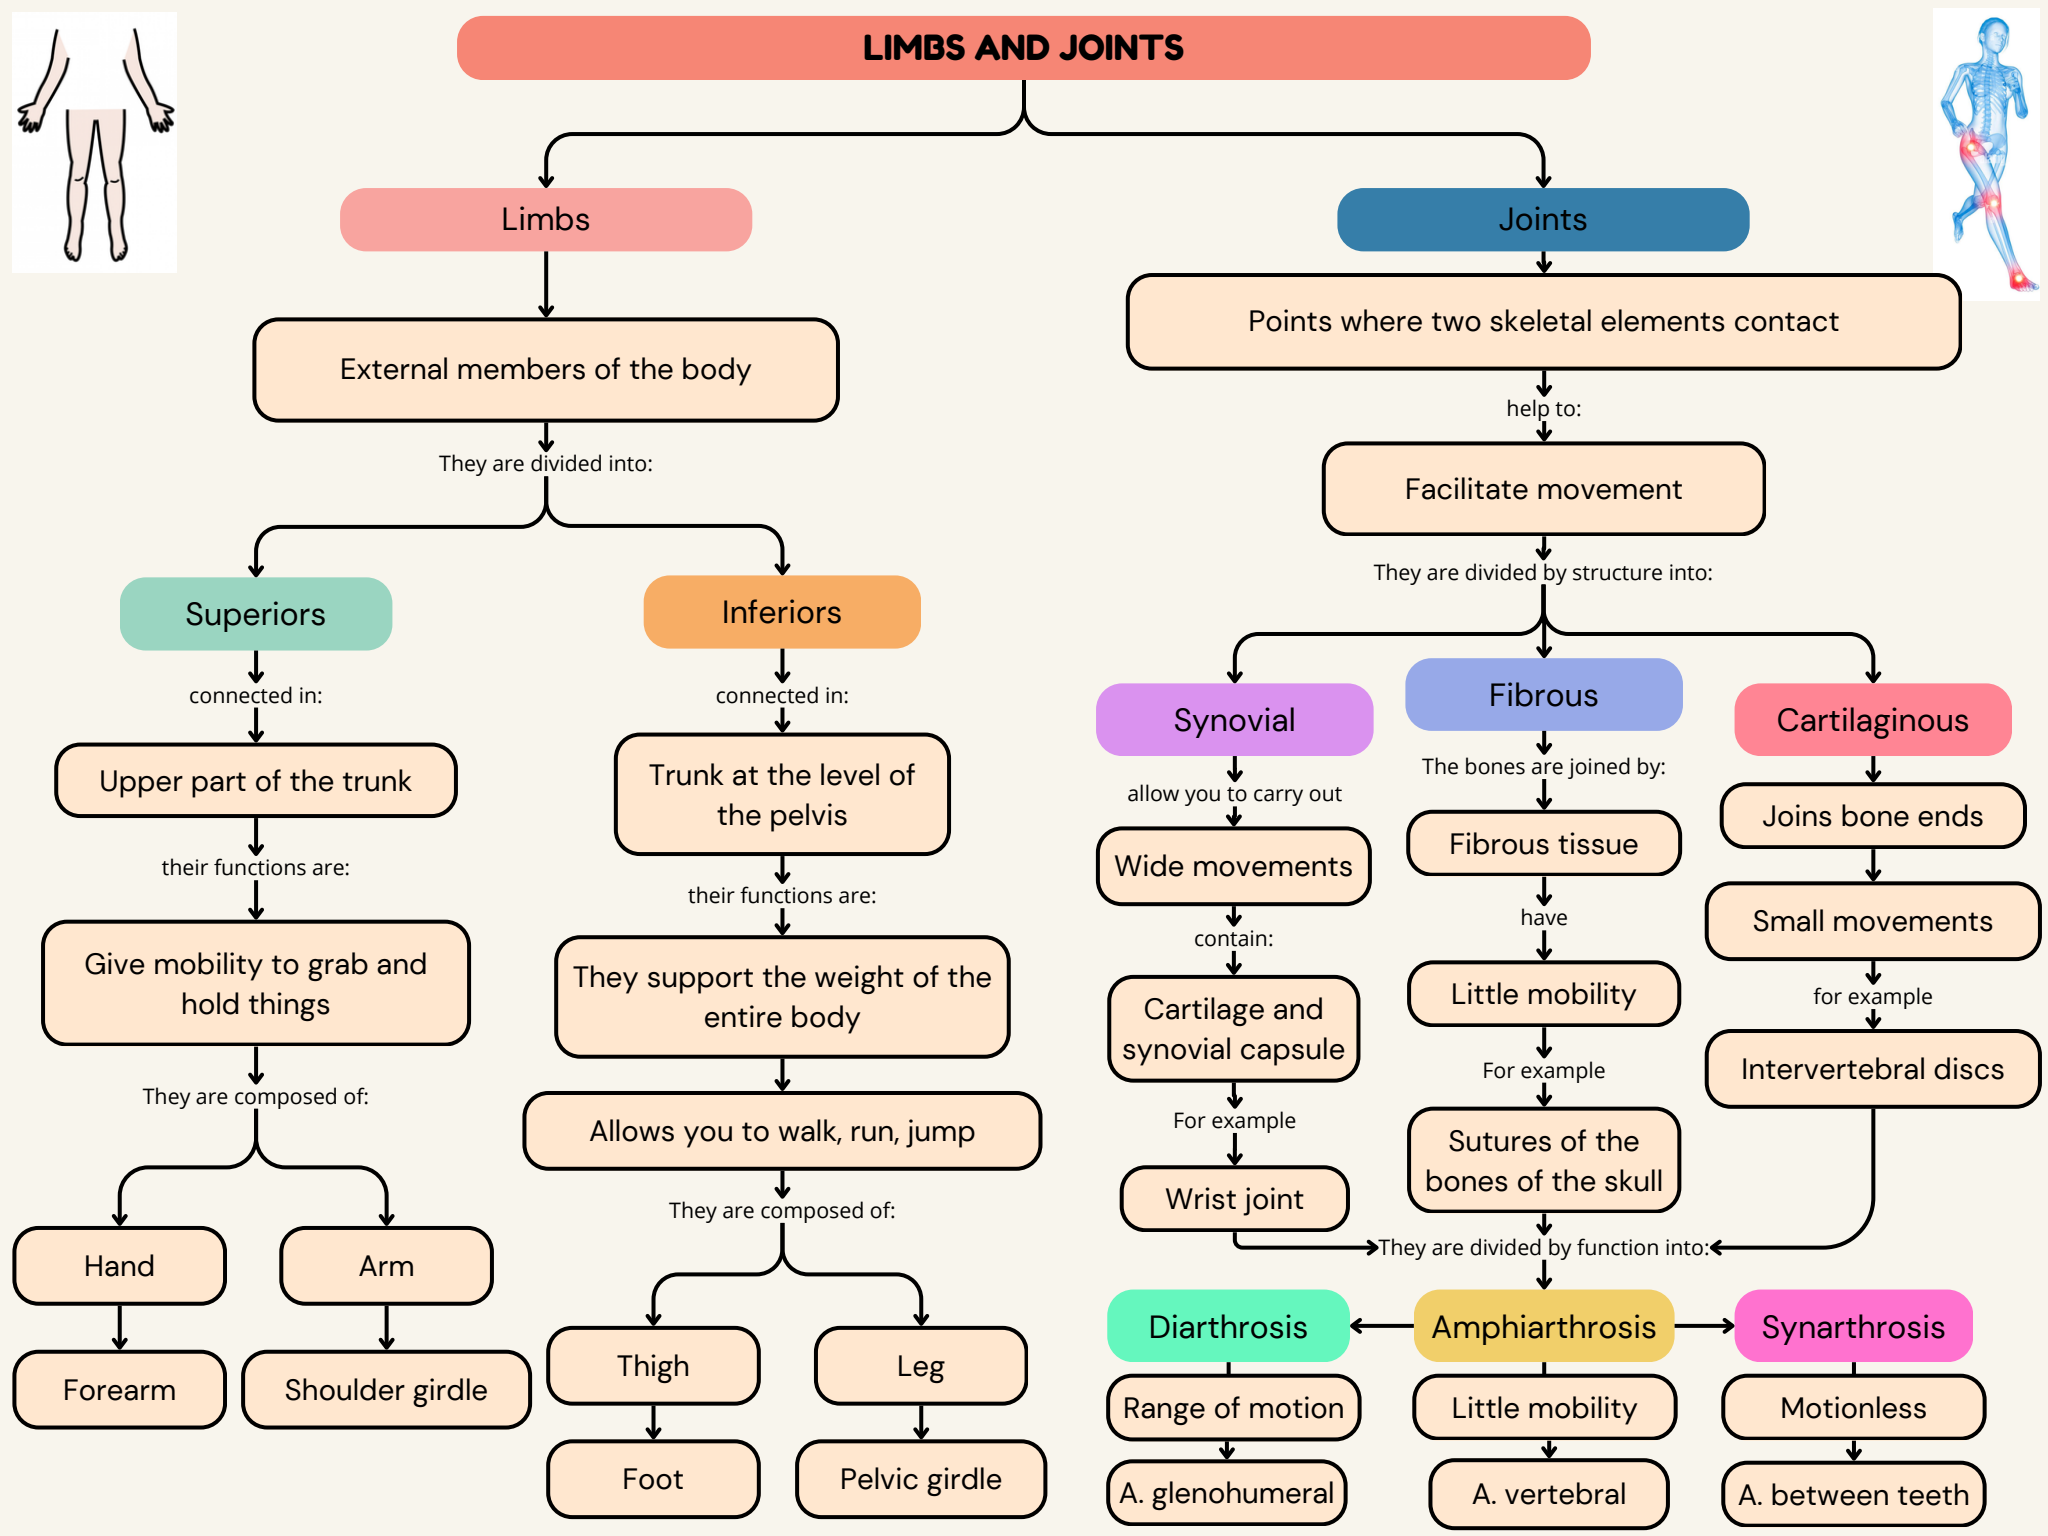 LIMBS AND JOINTS
Limbs
External members of the body
They are divided into:
Superiors
connected in:
Upper part of the trunk
their functions are:
Give mobility to grab and
hold things
They are composed of:
Hand
Forearm
Arm
Shoulder girdle
Inferiors
connected in:
Trunk at the level of
the pelvis
their functions are:
They support the weight of the
entire body
Allows you to walk, run, jump
They are composed of:
Thigh
Foot
Leg
Pelvic girdle
Joints
Points where two skeletal elements contact
help to:
Facilitate movement
They are divided by structure into:
Synovial
allow you to carry out
Wide movements
contain:
Cartilage and
synovial capsule
For example
Wrist joint
Fibrous
The bones are joined by:
Fibrous tissue
have
Little mobility
For example
Sutures of the
bones of the skull
Cartilaginous
Joins bone ends
Small movements
for example
Intervertebral discs
They are divided by function into:
Diarthrosis
Range of motion
A. glenohumeral
Amphiarthrosis
Little mobility
A. vertebral
Synarthrosis
Motionless
A. between teeth